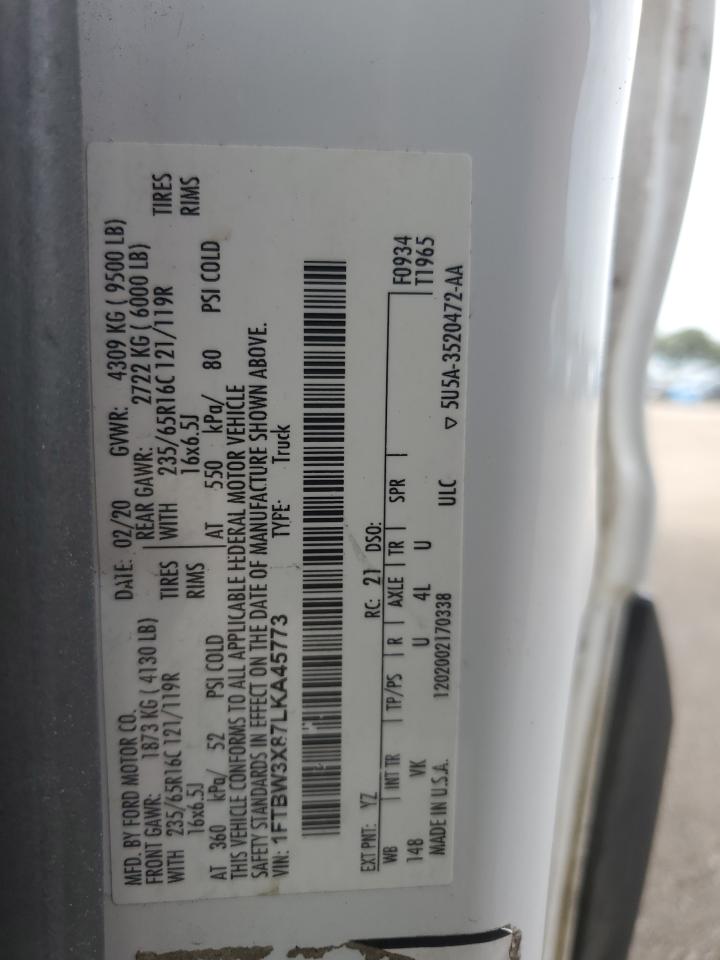 MFD. BY FORD MOTOR CO.
DATE: 02/20 GVWR: 4309 KG ( 9500 LB)
FRONT GAWR: 1873 KG ( 4130 LB)
REAR GAWR: 2722 KG ( 6000 LB)
WITH 235/65R16C 121/119R TIRES
WITH 235/65R16C 121/119R TIRES
16x6.5J RIMS
16x6.5J RIMS
AT 360 kPa/ 52 PSI COLD
AT 550 kPa/ 80 PSI COLD
THIS VEHICLE CONFORMS TO ALL APPLICABLE FEDERAL MOTOR VEHICLE
SAFETY STANDARDS IN EFFECT ON THE DATE OF MANUFACTURE SHOWN ABOVE.
VIN: 1FTBW3X87LKA45773 TYPE: Truck
EXT PNT: YZ RC: 21 DSO: F0934
WB INT TR TP/PS R AXLE TR SPR T1965
148 VK U 4L U
MADE IN U.S.A. 1202002170338 ULC ▽ 5U5A-3520472-AA